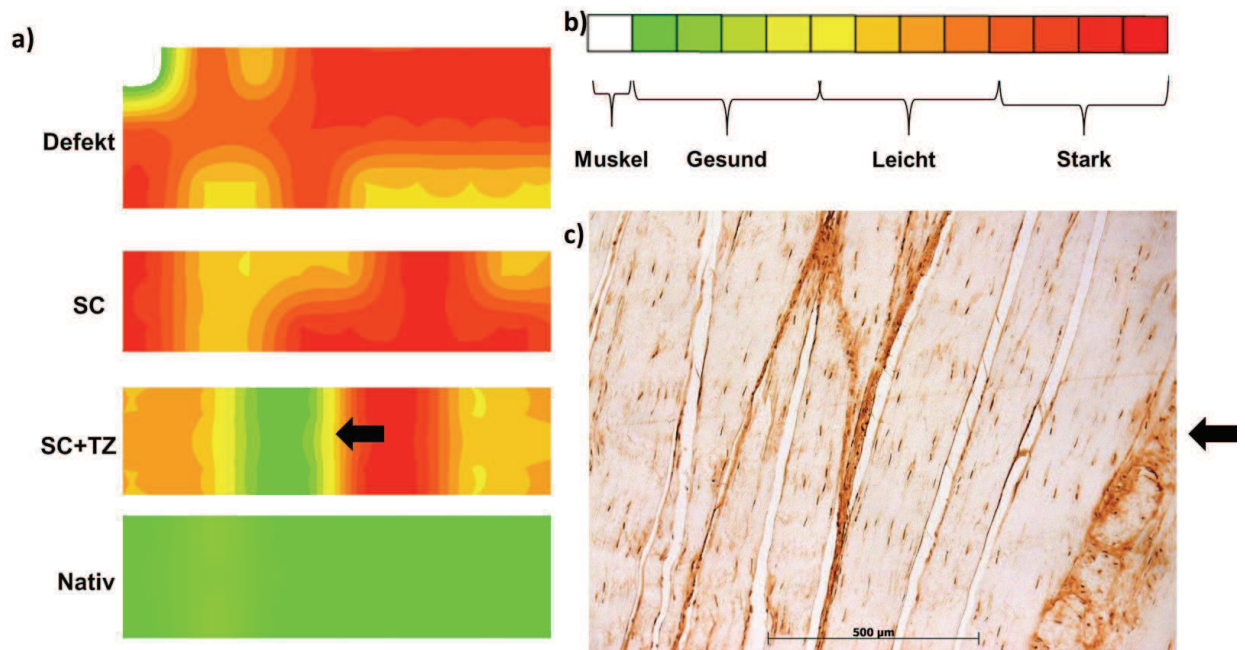 a)
Defekt
SC
SC+TZ
Nativ
b)
Muskel Gesund Leicht Stark
c)
500 µm